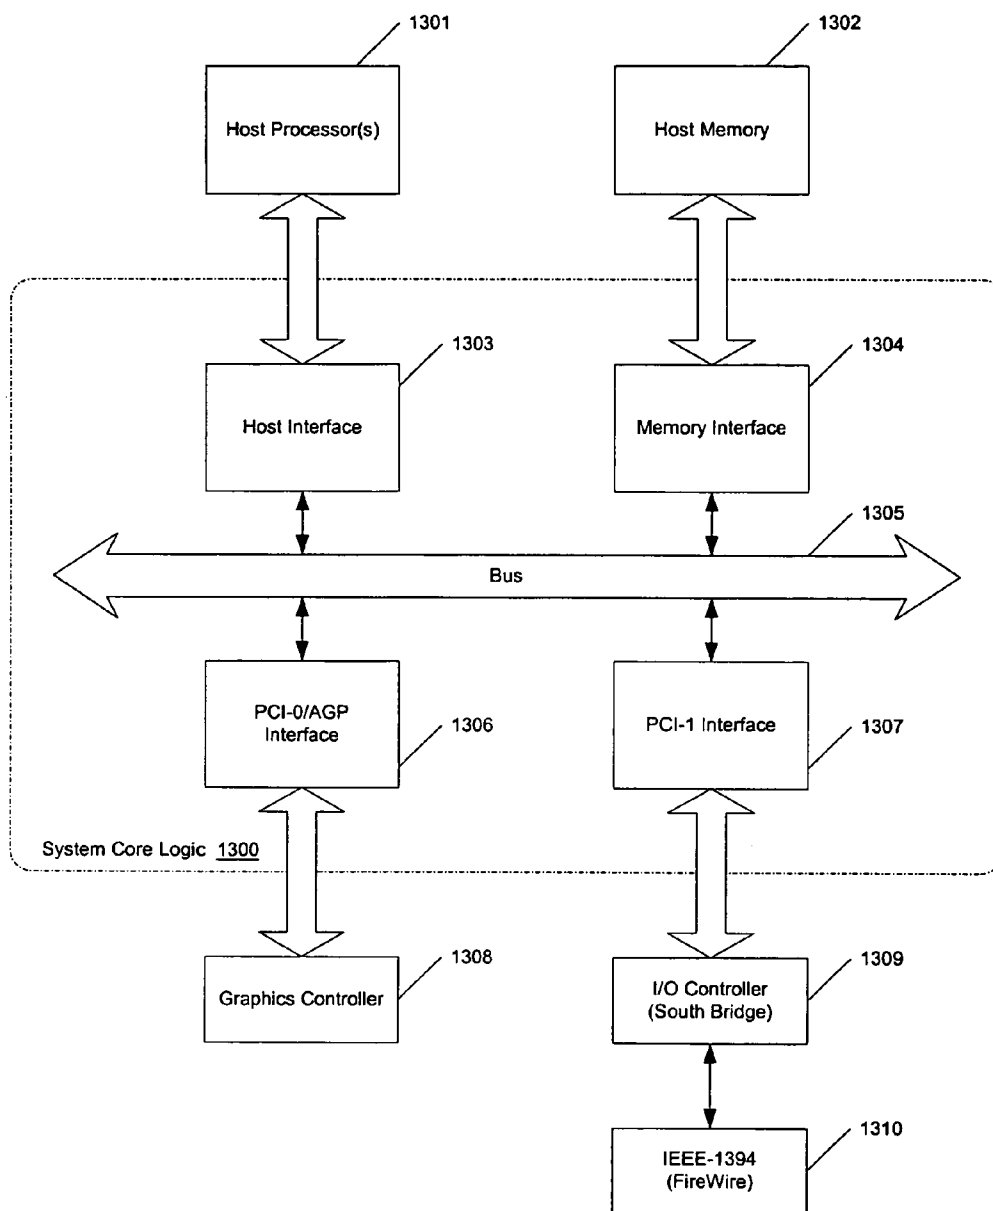 1301
1302
Host Processor(s)
Host Memory
1303
1304
Host Interface
Memory Interface
1305
Bus
PCI-0/AGP
Interface
1306
PCI-1 Interface
1307
System Core Logic 1300
1308
1309
Graphics Controller
I/O Controller
(South Bridge)
1310
IEEE-1394
(FireWire)